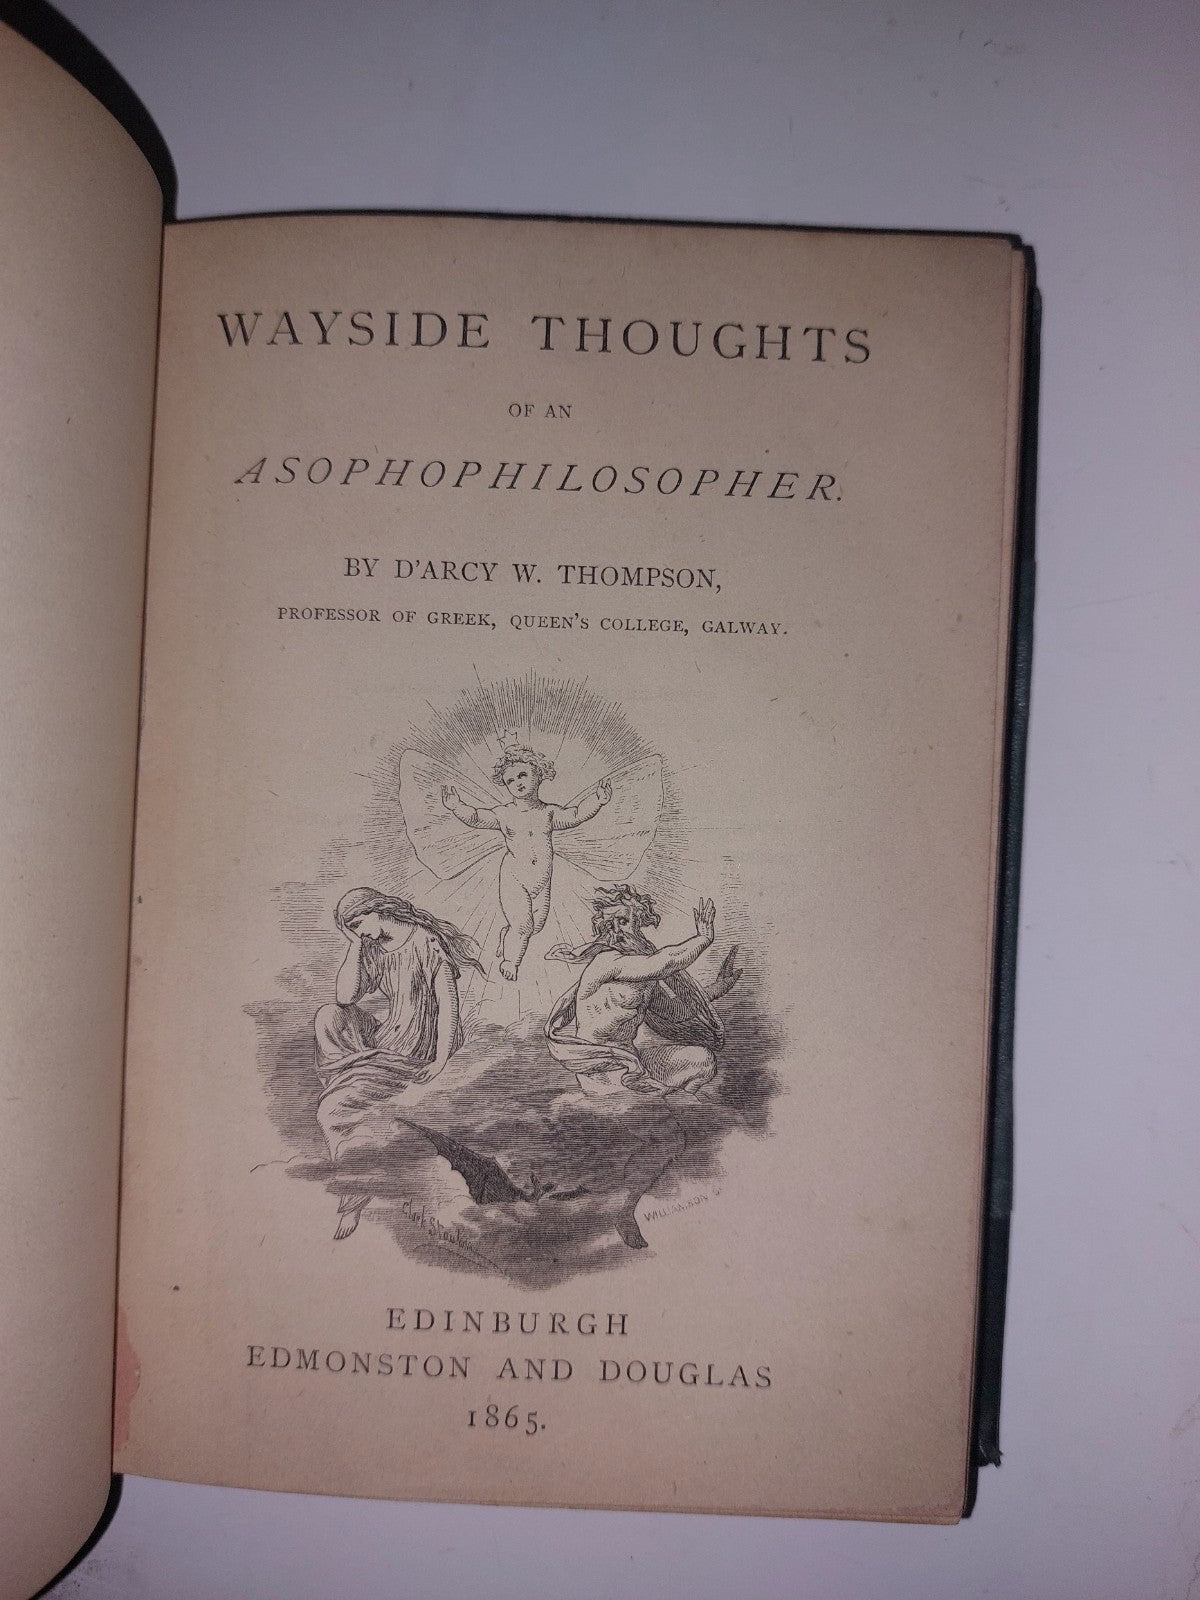 WAYSIDE THOUGHTS
OF AN
ASOPHOPHILOSOPHER.
BY D'ARCY W. THOMPSON,
PROFESSOR OF GREEK, QUEEN'S COLLEGE, GALWAY.
WILLIAMSON
EDINBURGH
EDMONSTON AND DOUGLAS
1865.